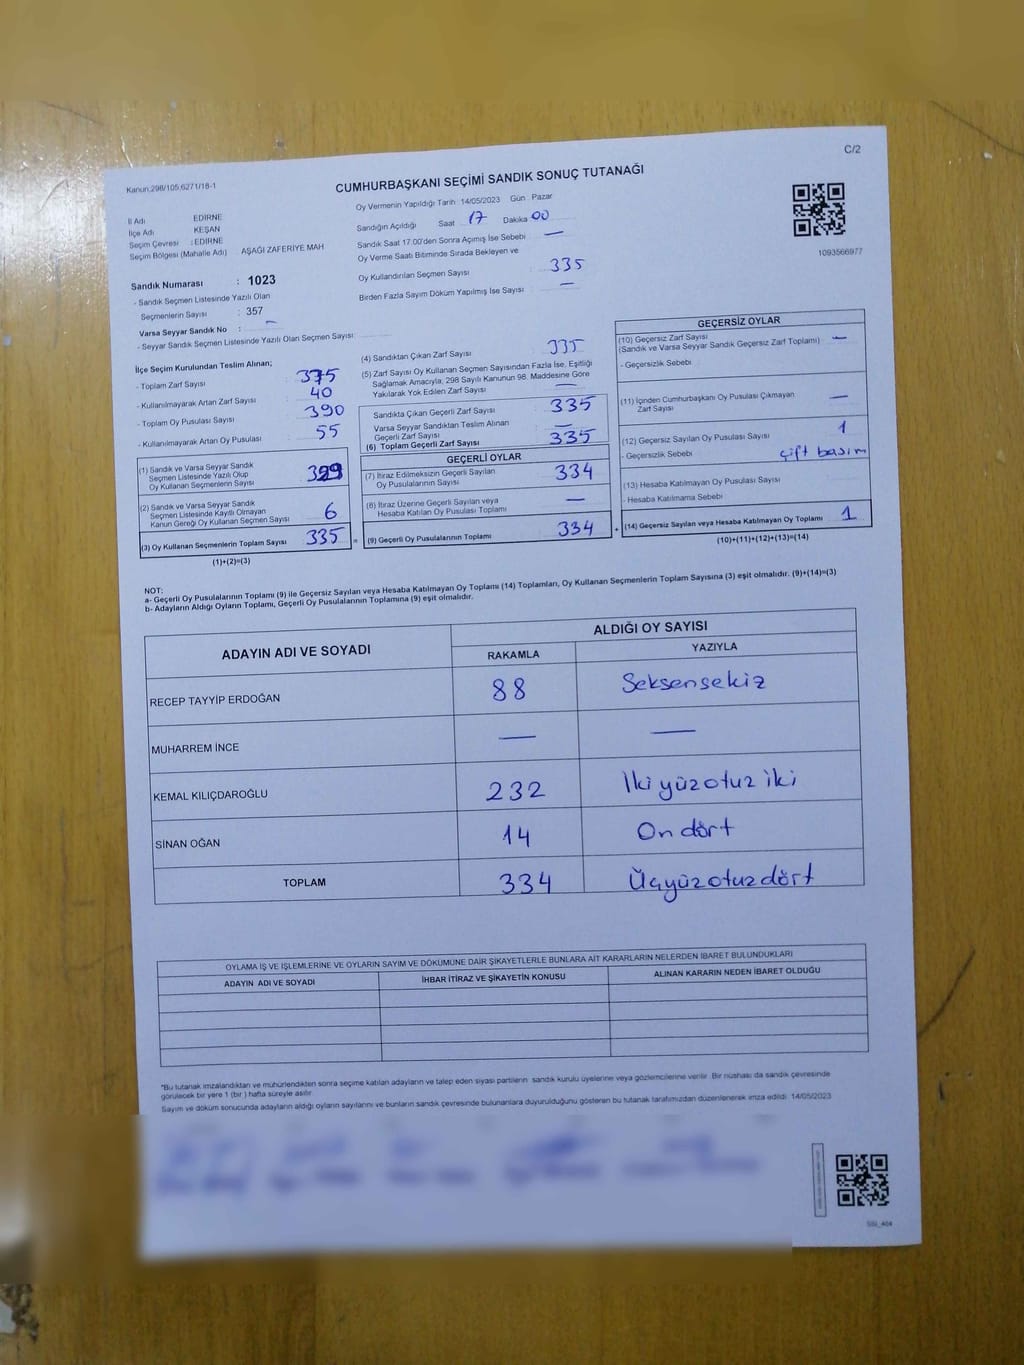 C/2
Kanun,298/105,6271/18-1
CUMHURBAŞKANI SEÇİMİ SANDIK SONUÇ TUTANAĞI
İl Adı EDİRNE
İlçe Adı KEŞAN
Seçim Çevresi : EDİRNE
Seçim Bölgesi (Mahalle Adı) AŞAĞI ZAFERİYE MAH
Sandık Numarası : 1023
- Sandık Seçmen Listesinde Yazılı Olan
Seçmenlerin Sayısı : 357
Varsa Seyyar Sandık No : —
- Seyyar Sandık Seçmen Listesinde Yazılı Olan Seçmen Sayısı:
Oy Vermenin Yapıldığı Tarih 14/05/2023 Gün Pazar
Sandığın Açıldığı Saat 17 Dakika 00
Sandık Saat 17.00'den Sonra Açımış İse Sebebi —
Oy Verme Saati Bitiminde Sırada Bekleyen ve
Oy Kullandırılan Seçmen Sayısı : 335
Birden Fazla Sayım Döküm Yapılmış İse Sayısı : —
1093566977
İlçe Seçim Kurulundan Teslim Alınan;
- Toplam Zarf Sayısı : 375
- Kullanılmayarak Artan Zarf Sayısı : 40
- Toplam Oy Pusulası Sayısı : 390
- Kullanılmayarak Artan Oy Pusulası : 55
(1) Sandık ve Varsa Seyyar Sandık
Seçmen Listesinde Yazılı Olup
Oy Kullanan Seçmenlerin Sayısı 329
(2) Sandık ve Varsa Seyyar Sandık
Seçmen Listesinde Kayıtlı Olmayan
Kanun Gereği Oy Kullanan Seçmen Sayısı 6
(3) Oy Kullanan Seçmenlerin Toplam Sayısı 335
(1)+(2)=(3)
(4) Sandıktan Çıkan Zarf Sayısı : 335
(5) Zarf Sayısı Oy Kullanan Seçmen Sayısından Fazla İse, Eşitliği
Sağlamak Amacıyla, 298 Sayılı Kanunun 98. Maddesine Göre
Yakılarak Yok Edilen Zarf Sayısı : —
Sandıkta Çıkan Geçerli Zarf Sayısı : 335
Varsa Seyyar Sandıktan Teslim Alınan
Geçerli Zarf Sayısı : —
(6) Toplam Geçerli Zarf Sayısı : 335
GEÇERLİ OYLAR
(7) İtiraz Edilmeksizin Geçerli Sayılan
Oy Pusulalarının Sayısı : 334
(8) İtiraz Üzerine Geçerli Sayılan veya
Hesaba Katılan Oy Pusulası Toplamı : —
(9) Geçerli Oy Pusulalarının Toplamı 334
GEÇERSİZ OYLAR
(10) Geçersiz Zarf Sayısı
(Sandık ve Varsa Seyyar Sandık Geçersiz Zarf Toplamı) —
- Geçersizlik Sebebi
(11) İçinden Cumhurbaşkanı Oy Pusulası Çıkmayan
Zarf Sayısı —
(12) Geçersiz Sayılan Oy Pusulası Sayısı 1
- Geçersizlik Sebebi çift basım
(13) Hesaba Katılmayan Oy Pusulası Sayısı
- Hesaba Katılmama Sebebi
(14) Geçersiz Sayılan veya Hesaba Katılmayan Oy Toplamı 1
(10)+(11)+(12)+(13)=(14)
NOT:
a- Geçerli Oy Pusulalarının Toplamı (9) ile Geçersiz Sayılan veya Hesaba Katılmayan Oy Toplamı (14) Toplamları, Oy Kullanan Seçmenlerin Toplam Sayısına (3) eşit olmalıdır. (9)+(14)=(3)
b- Adayların Aldığı Oyların Toplamı, Geçerli Oy Pusulalarının Toplamına (9) eşit olmalıdır.
ADAYIN ADI VE SOYADI ALDIĞI OY SAYISI
RAKAMLA YAZIYLA
RECEP TAYYİP ERDOĞAN 88 Seksensekiz
MUHARREM İNCE — —
KEMAL KILIÇDAROĞLU 232 İkiyüzotuziki
SİNAN OĞAN 14 Ondört
TOPLAM 334 Üçyüzotuzdört
OYLAMA İŞ VE İŞLEMLERİNE VE OYLARIN SAYIM VE DÖKÜMÜNE DAİR ŞİKAYETLERLE BUNLARA AİT KARARLARIN NELERDEN İBARET BULUNDUKLARI
ADAYIN ADI VE SOYADI İHBAR İTİRAZ VE ŞİKAYETİN KONUSU ALINAN KARARIN NEDEN İBARET OLDUĞU
*Bu tutanak imzalandıktan ve mühürlendikten sonra seçime katılan adayların ve talep eden siyasi partilerin sandık kurulu üyelerine veya gözlemcilerine verilir. Bir nüshası da sandık çevresinde
görülecek bir yere 1 (bir) hafta süreyle asılır.
Sayım ve döküm sonucunda adayların aldığı oyların sayılarını ve bunların sandık çevresinde bulunanlara duyurulduğunu gösteren bu tutanak tarafımızdan düzenlenerek imza edildi. 14/05/2023